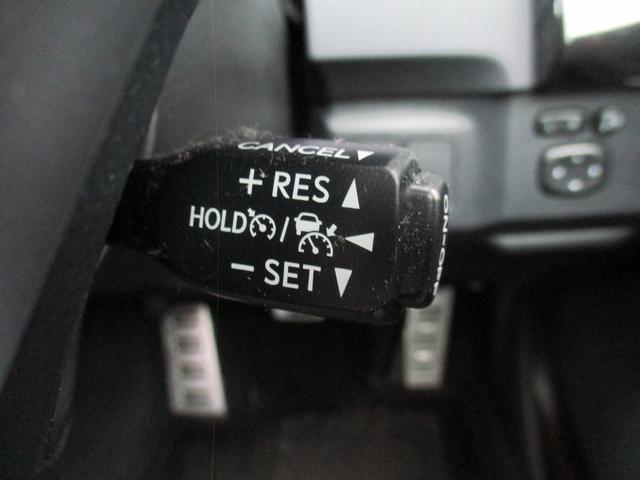 CANCEL
+ RES
HOLD /
− SET
ON-OFF